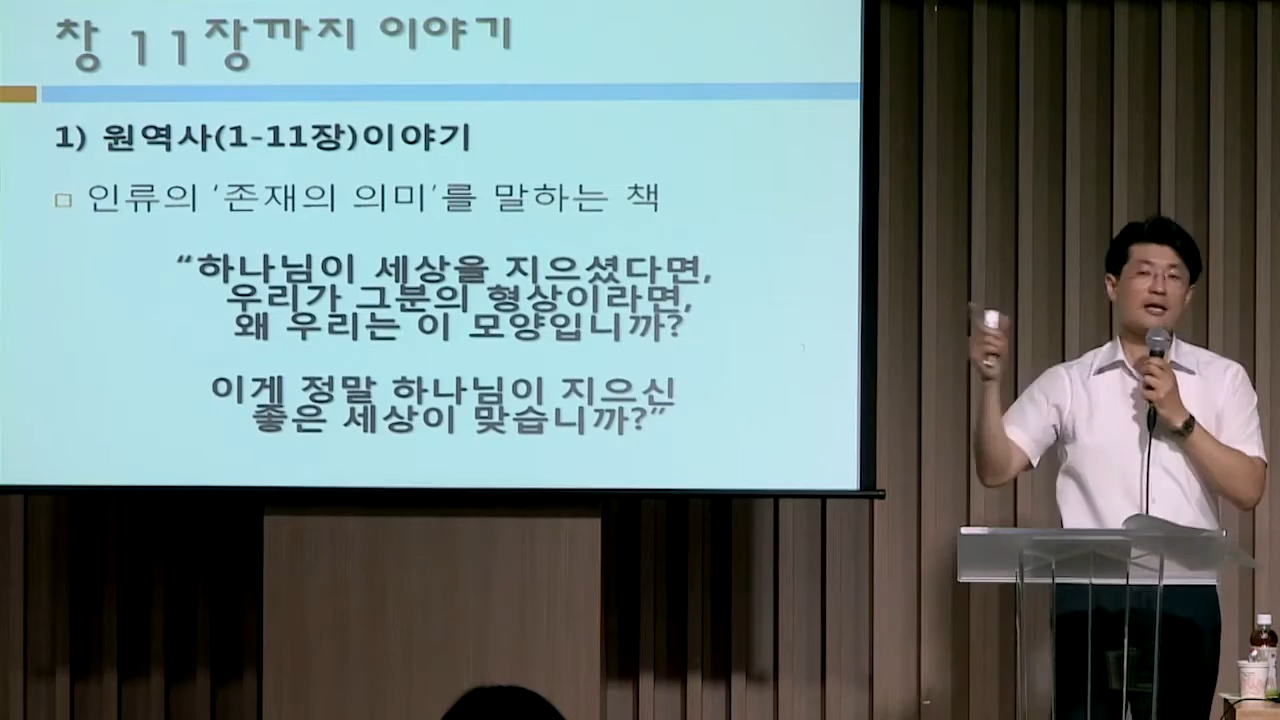 창 11장까지 이야기
1) 원역사(1-11장)이야기
인류의 '존재의 의미'를 말하는 책
“하나님이 세상을 지으셨다면,
우리가 그분의 형상이라면,
왜 우리는 이 모양입니까?
이게 정말 하나님이 지으신
좋은 세상이 맞습니까?”